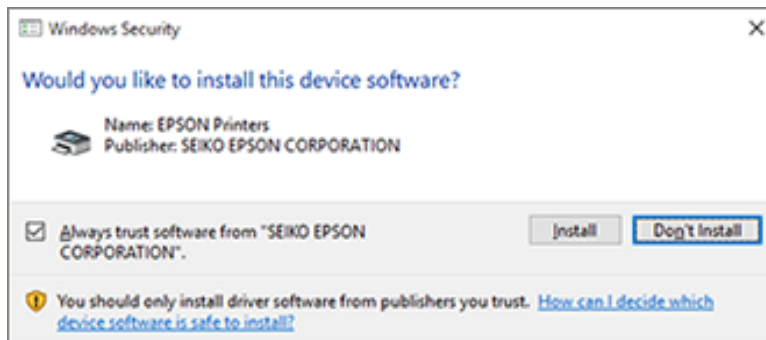 Windows Security
Would you like to install this device software?
Name: EPSON Printers
Publisher: SEIKO EPSON CORPORATION
Always trust software from "SEIKO EPSON
CORPORATION".
Install
Don't Install
You should only install driver software from publishers you trust. How can I decide which
device software is safe to install?